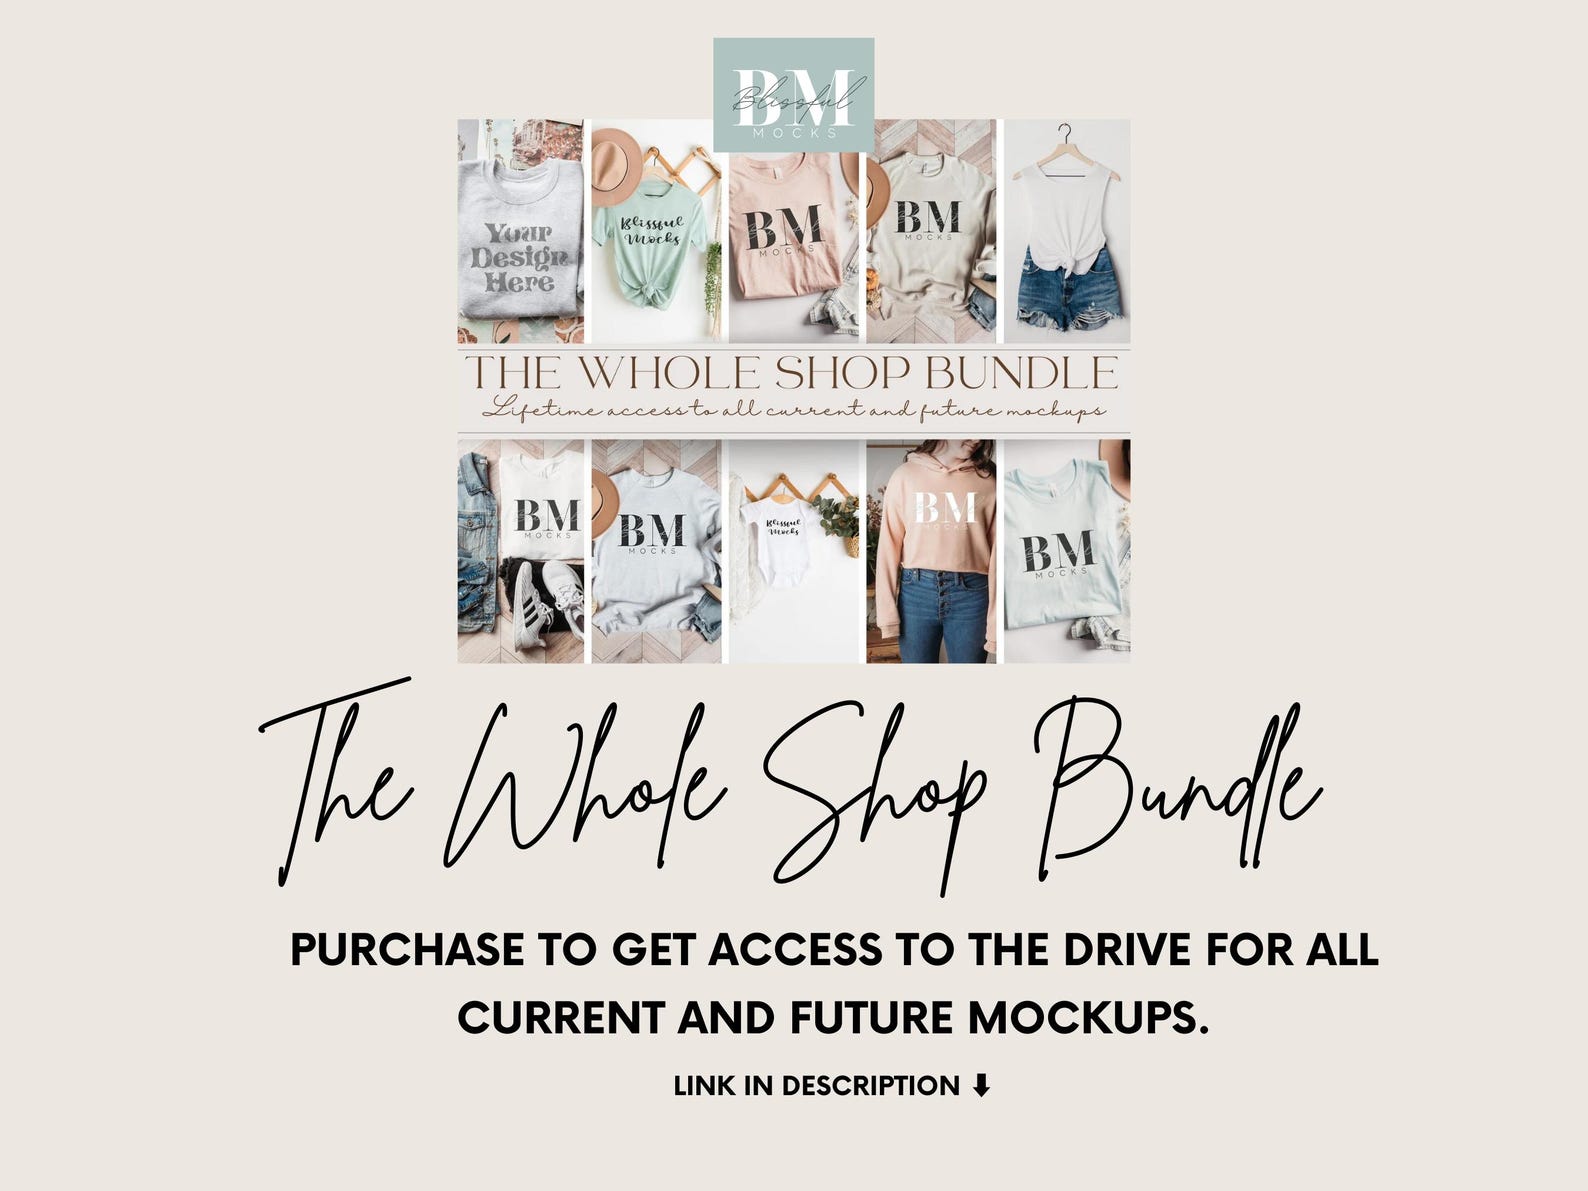 BM
Blissful
MOCKS
Your
Design
Here
Blissful
Mocks
BM
MOCKS
BM
MOCKS
THE WHOLE SHOP BUNDLE
Lifetime access to all current and future mockups
BM
MOCKS
BM
MOCKS
Blissful
Mocks
BM
MOCKS
BM
MOCKS
The Whole Shop Bundle
PURCHASE TO GET ACCESS TO THE DRIVE FOR ALL
CURRENT AND FUTURE MOCKUPS.
LINK IN DESCRIPTION ⬇